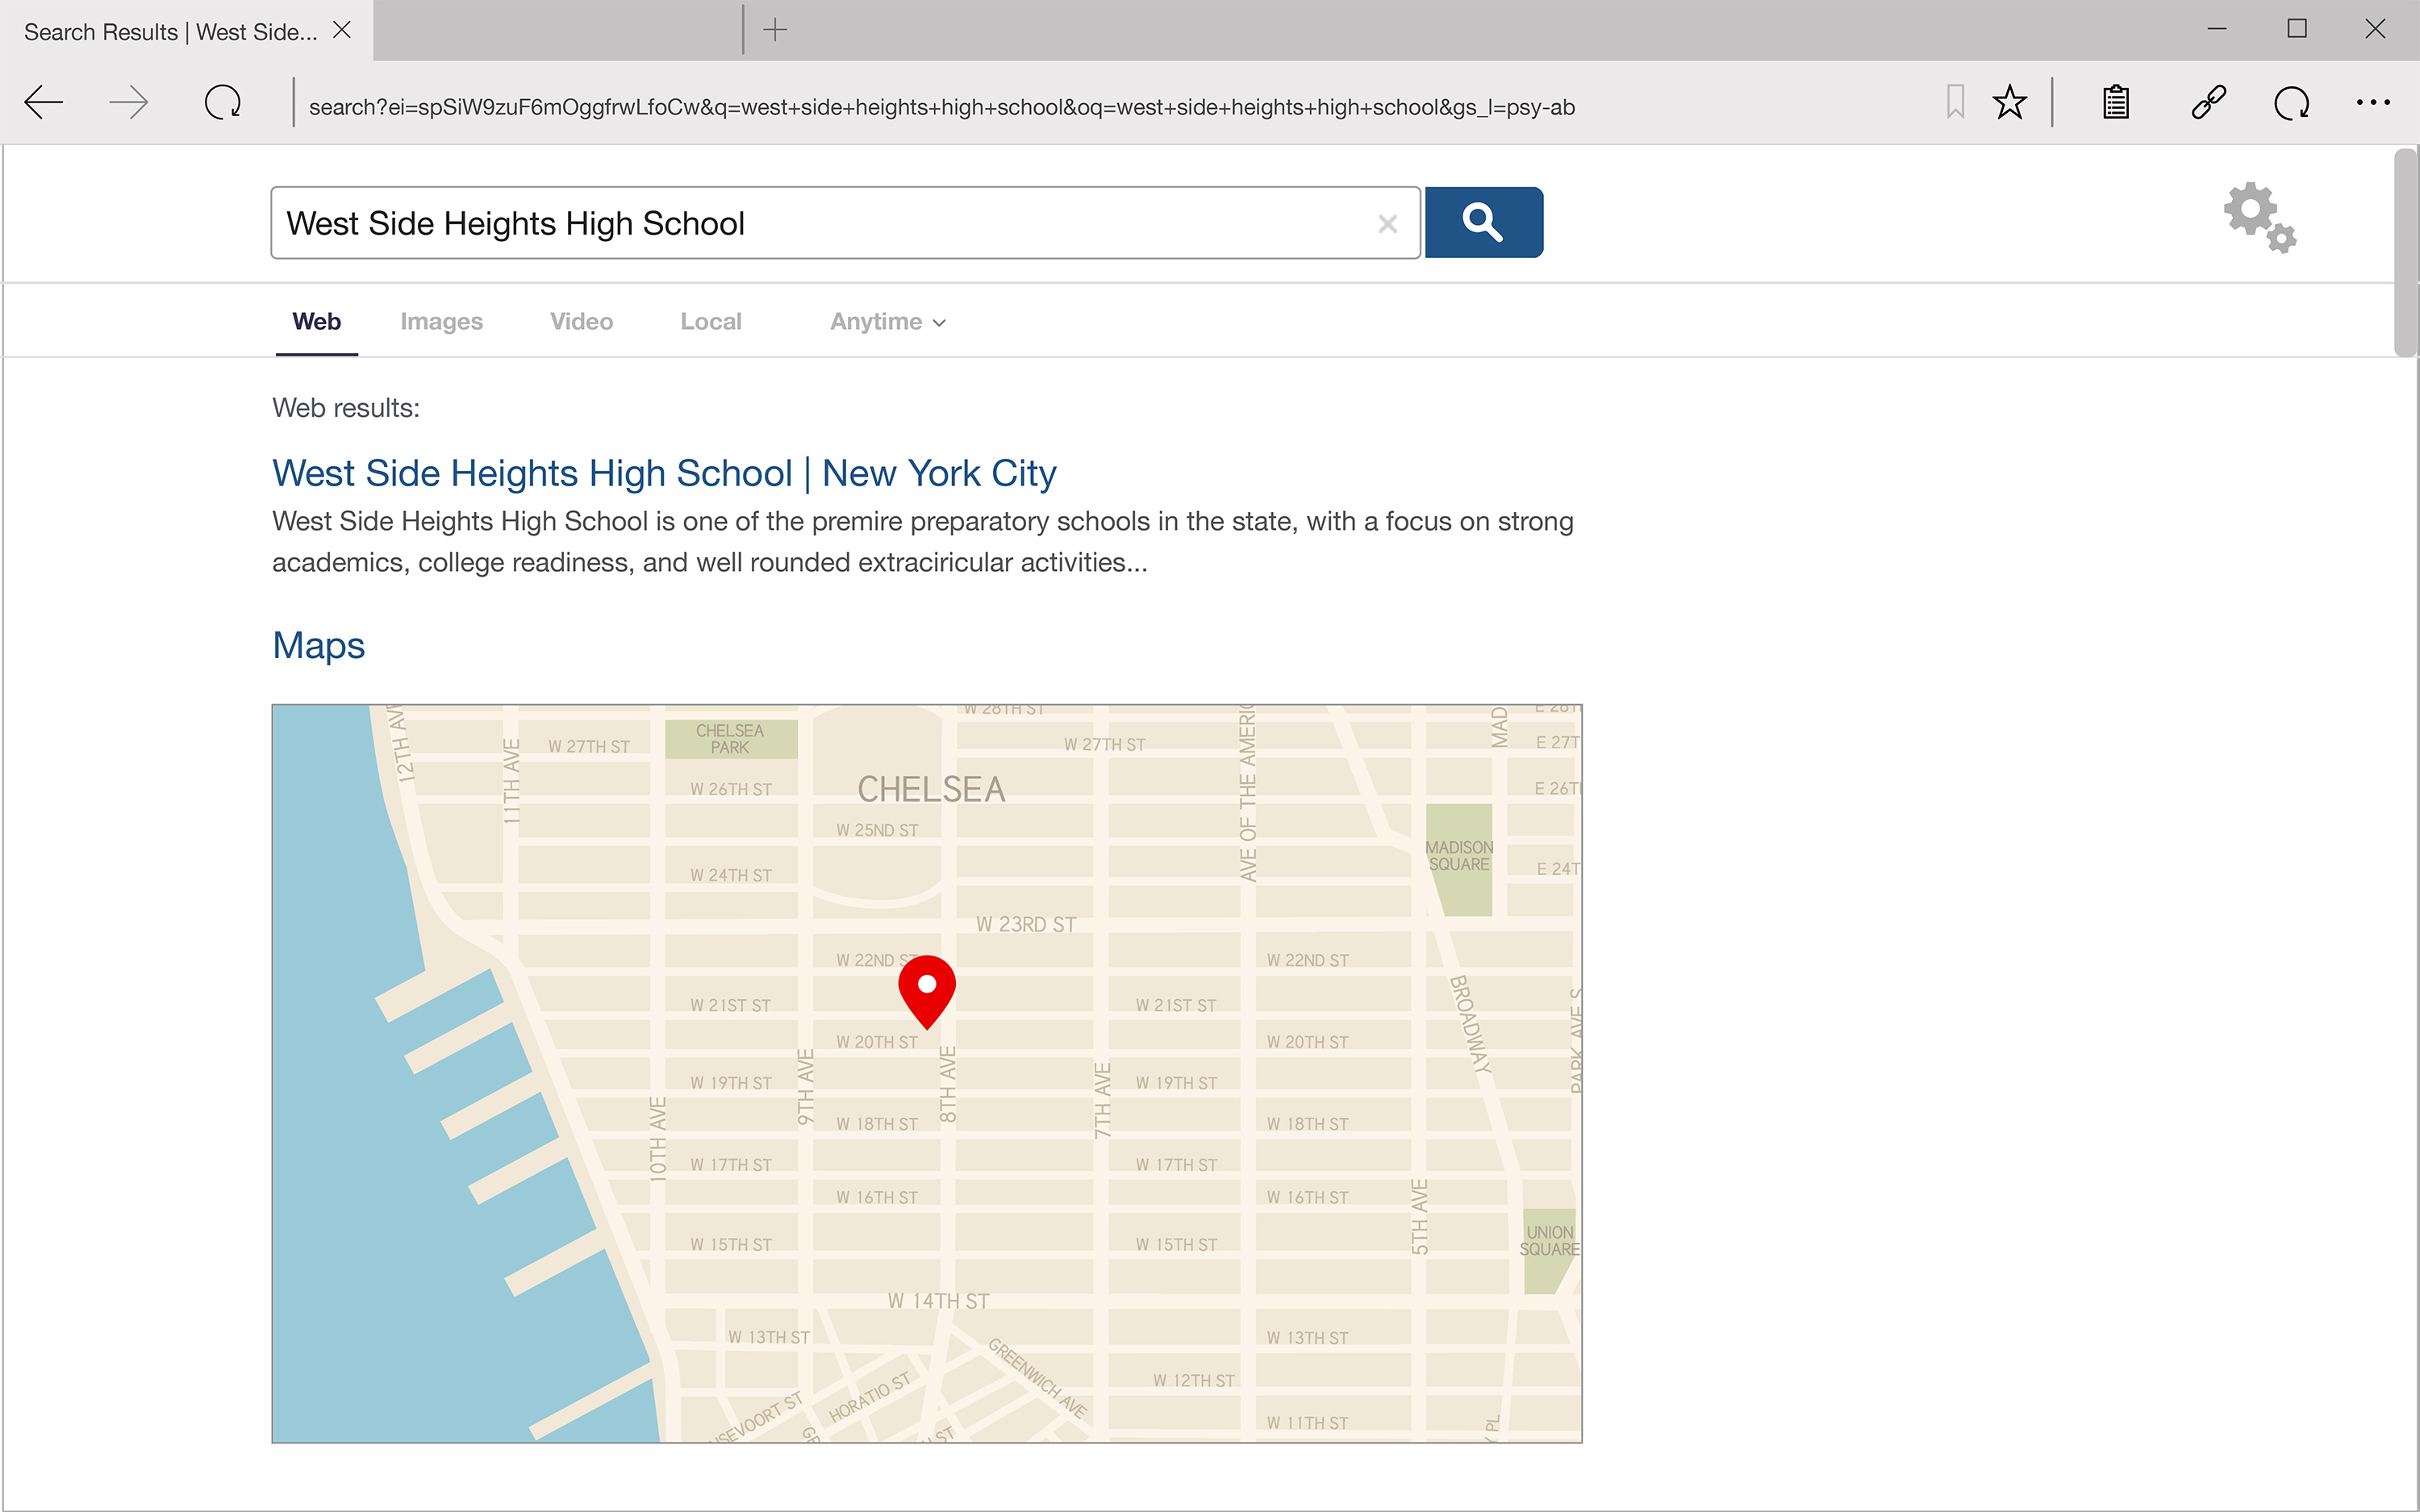 Search Results | West Side...
search?ei=spSiW9zuF6mOggfrwLfoCw&q=west+side+heights+high+school&oq=west+side+heights+high+school&gs_l=psy-ab
West Side Heights High School
Web Images Video Local Anytime
Web results:
West Side Heights High School | New York City
West Side Heights High School is one of the premire preparatory schools in the state, with a focus on strong
academics, college readiness, and well rounded extraciricular activities...
Maps
W 28TH ST
12TH AVE
11TH AVE
W 27TH ST
CHELSEA
PARK
W 27TH ST
AVE OF THE AMERIC
MAD
E 27T
CHELSEA
W 26TH ST
E 26T
W 25ND ST
MADISON
SQUARE
W 24TH ST
E 24T
W 23RD ST
W 22ND ST
W 22ND ST
W 21ST ST
W 21ST ST
BROADWAY
PARK AVE S
W 20TH ST
W 20TH ST
W 19TH ST
9TH AVE
8TH AVE
7TH AVE
W 19TH ST
W 18TH ST
W 18TH ST
10TH AVE
W 17TH ST
W 17TH ST
W 16TH ST
W 16TH ST
5TH AVE
W 15TH ST
W 15TH ST
UNION
SQUARE
W 14TH ST
W 13TH ST
W 13TH ST
GREENWICH AVE
HORATIO ST
W 12TH ST
SEVOORT ST
W 11TH ST
PL